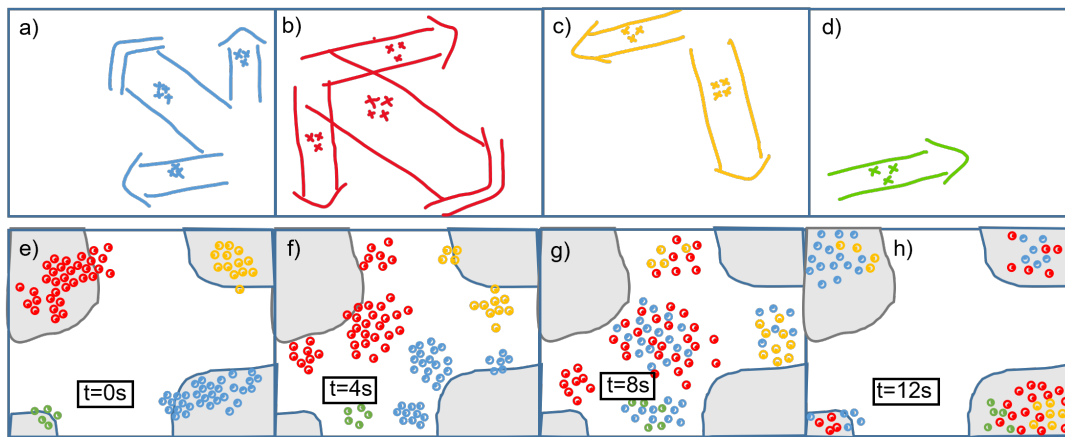 a)
b)
c)
d)
e)
f)
g)
h)
t=0s
t=4s
t=8s
t=12s